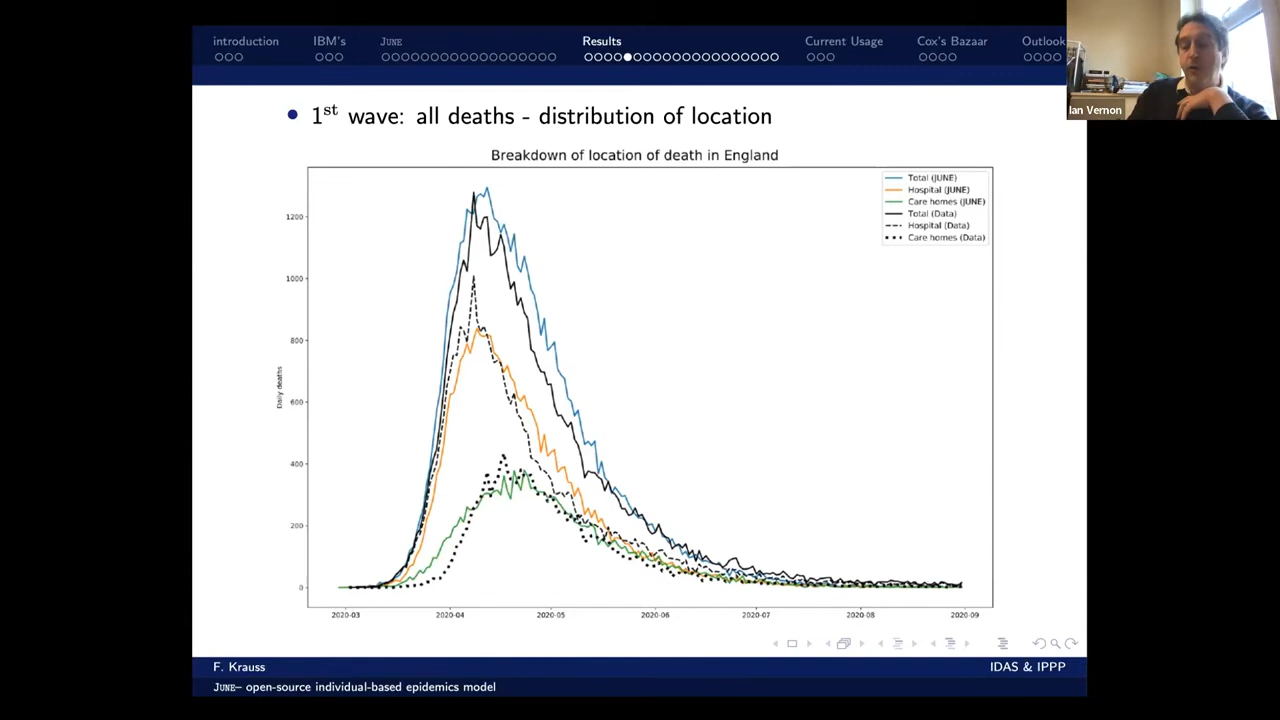 introduction IBM's JUNE Results Current Usage Cox's Bazaar Outlook
Ian Vernon
• 1st wave: all deaths - distribution of location
Breakdown of location of death in England
Total (JUNE)
Hospital (JUNE)
Care homes (JUNE)
Total (Data)
Hospital (Data)
Care homes (Data)
1200
1000
800
600
400
200
0
Daily deaths
2020-03 2020-04 2020-05 2020-06 2020-07 2020-08 2020-09
F. Krauss IDAS & IPPP
JUNE– open-source individual-based epidemics model